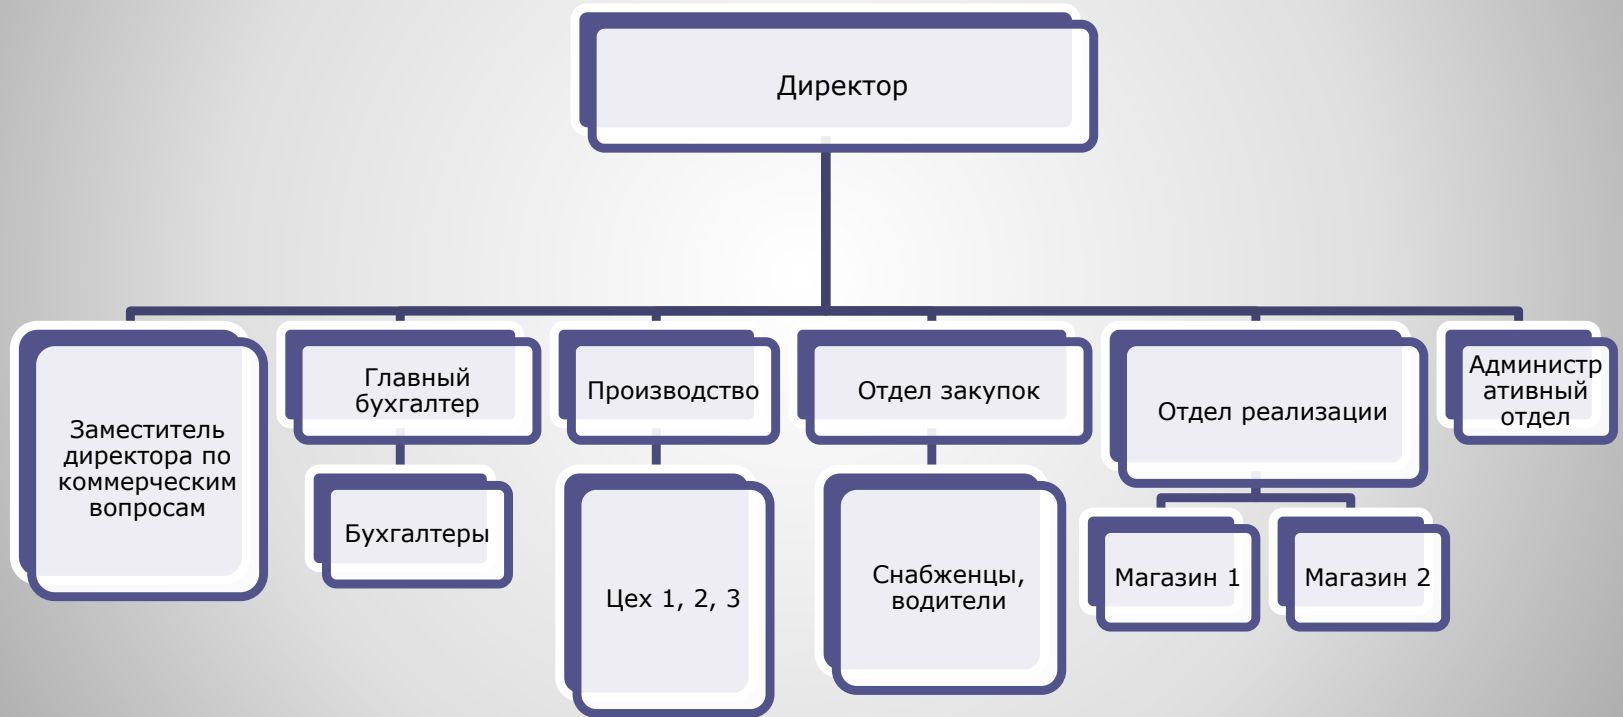 Директор
Заместитель
директора по
коммерческим
вопросам
Главный
бухгалтер
Производство
Отдел закупок
Отдел реализации
Администр
ативный
отдел
Бухгалтеры
Цех 1, 2, 3
Снабженцы,
водители
Магазин 1
Магазин 2